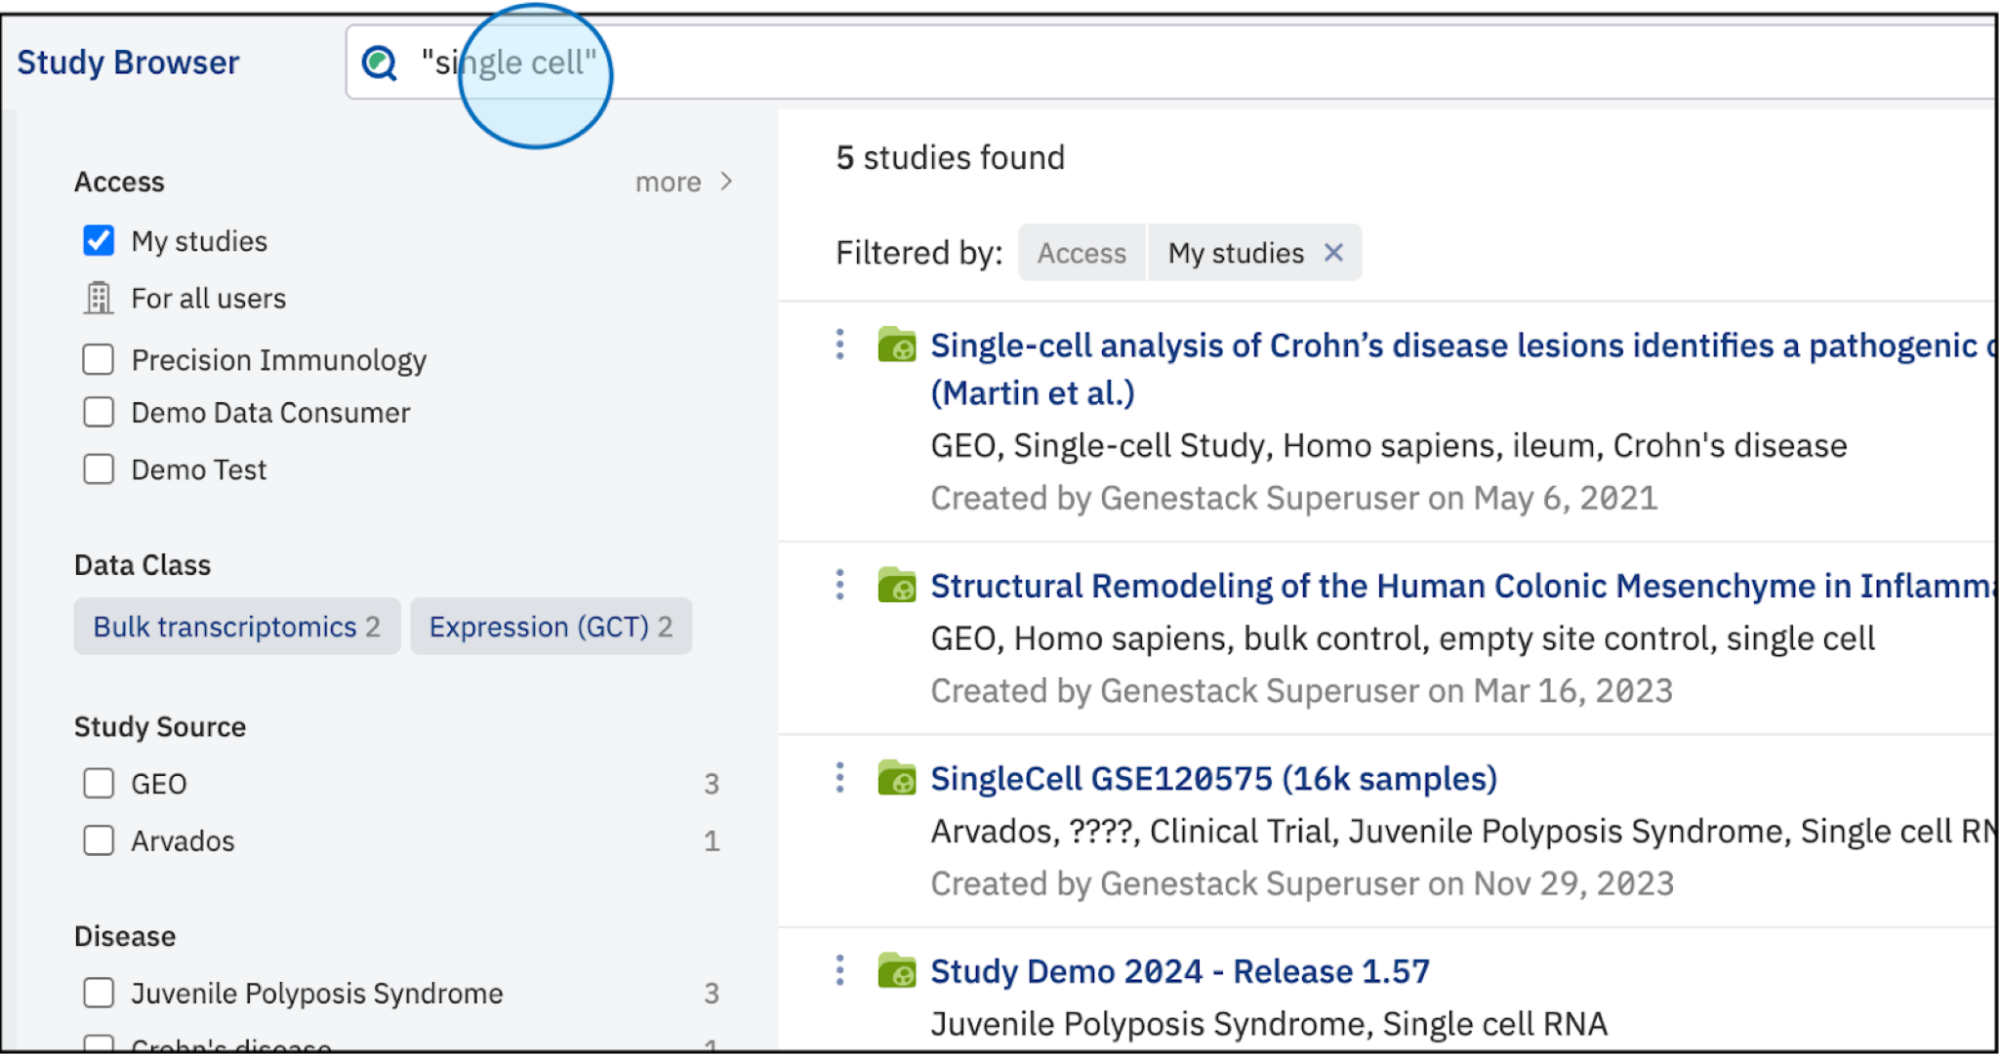 Study Browser
"single cell"
Access more
My studies
For all users
Precision Immunology
Demo Data Consumer
Demo Test
Data Class
Bulk transcriptomics 2 Expression (GCT) 2
Study Source
GEO 3
Arvados 1
Disease
Juvenile Polyposis Syndrome 3
Crohn's disease 1
5 studies found
Filtered by: Access My studies
Single-cell analysis of Crohn’s disease lesions identifies a pathogenic
(Martin et al.)
GEO, Single-cell Study, Homo sapiens, ileum, Crohn's disease
Created by Genestack Superuser on May 6, 2021
Structural Remodeling of the Human Colonic Mesenchyme in Inflamm
GEO, Homo sapiens, bulk control, empty site control, single cell
Created by Genestack Superuser on Mar 16, 2023
SingleCell GSE120575 (16k samples)
Arvados, ????, Clinical Trial, Juvenile Polyposis Syndrome, Single cell RN
Created by Genestack Superuser on Nov 29, 2023
Study Demo 2024 - Release 1.57
Juvenile Polyposis Syndrome, Single cell RNA